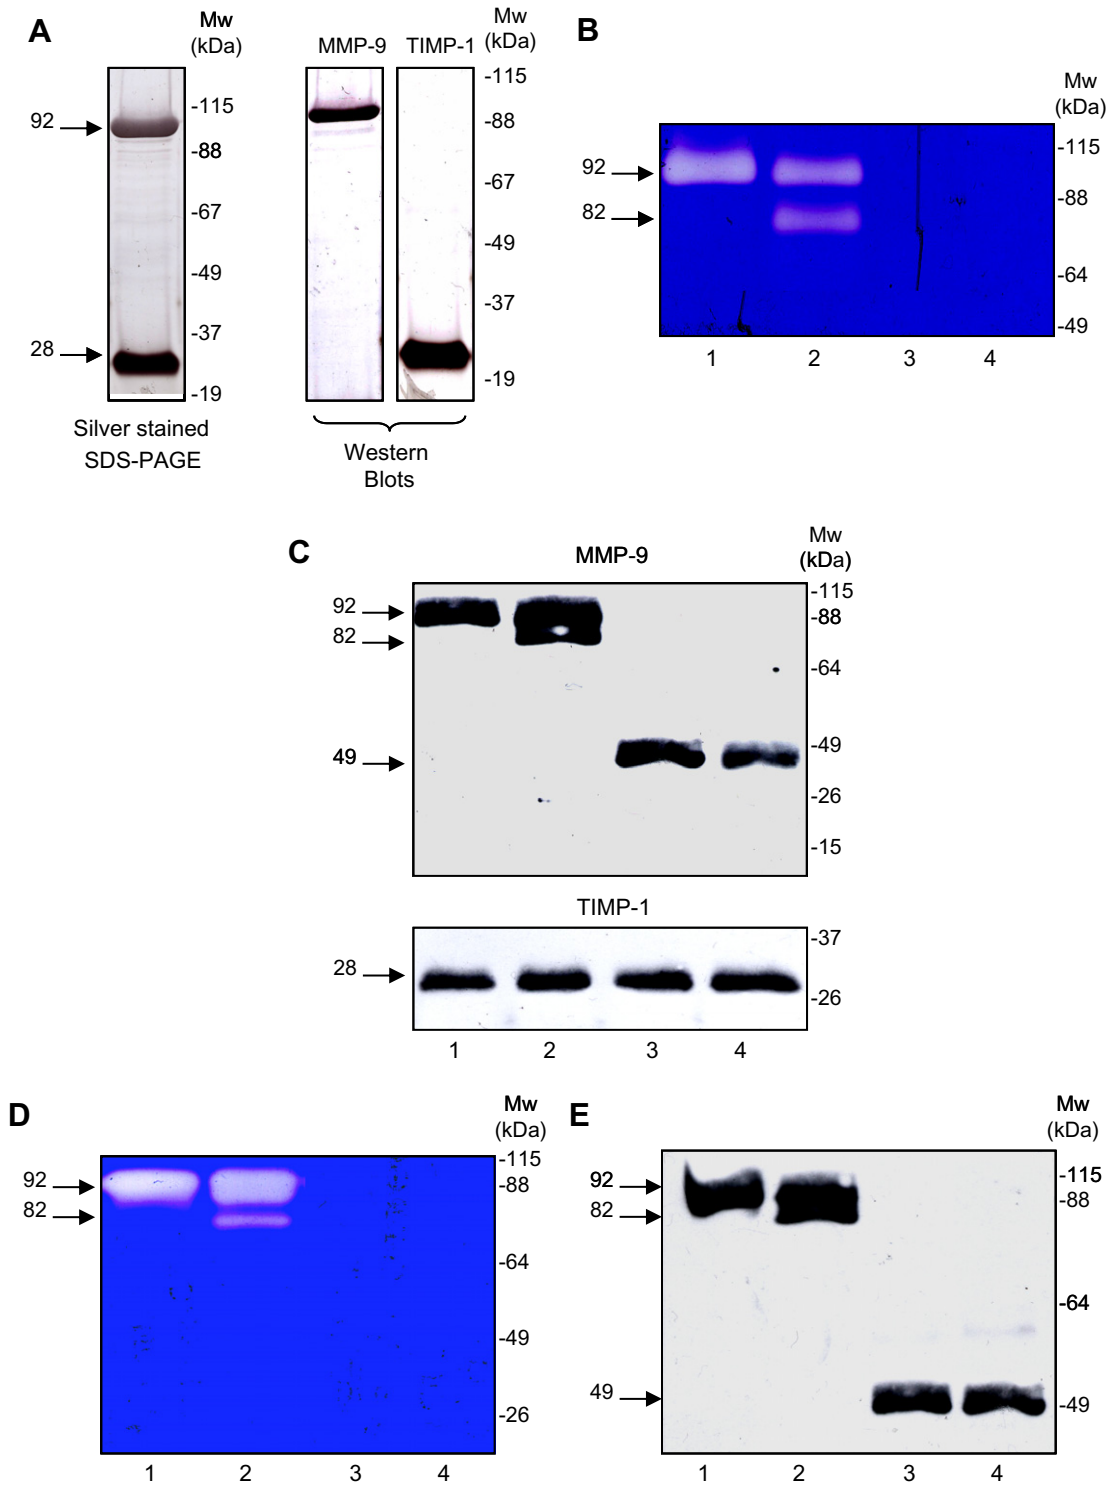 A
Mw
(kDa)
92
-115
-88
-67
-49
-37
28
-19
Silver stained
SDS-PAGE
MMP-9
TIMP-1
Mw
(kDa)
-115
-88
-67
-49
-37
-19
Western
Blots
B
Mw
(kDa)
92
82
-115
-88
-64
-49
1 2 3 4
C
MMP-9
Mw
(kDa)
92
82
49
-115
-88
-64
-49
-26
-15
TIMP-1
28
-37
-26
1 2 3 4
D
Mw
(kDa)
92
82
-115
-88
-64
-49
-26
1 2 3 4
E
Mw
(kDa)
92
82
49
-115
-88
-64
-49
1 2 3 4